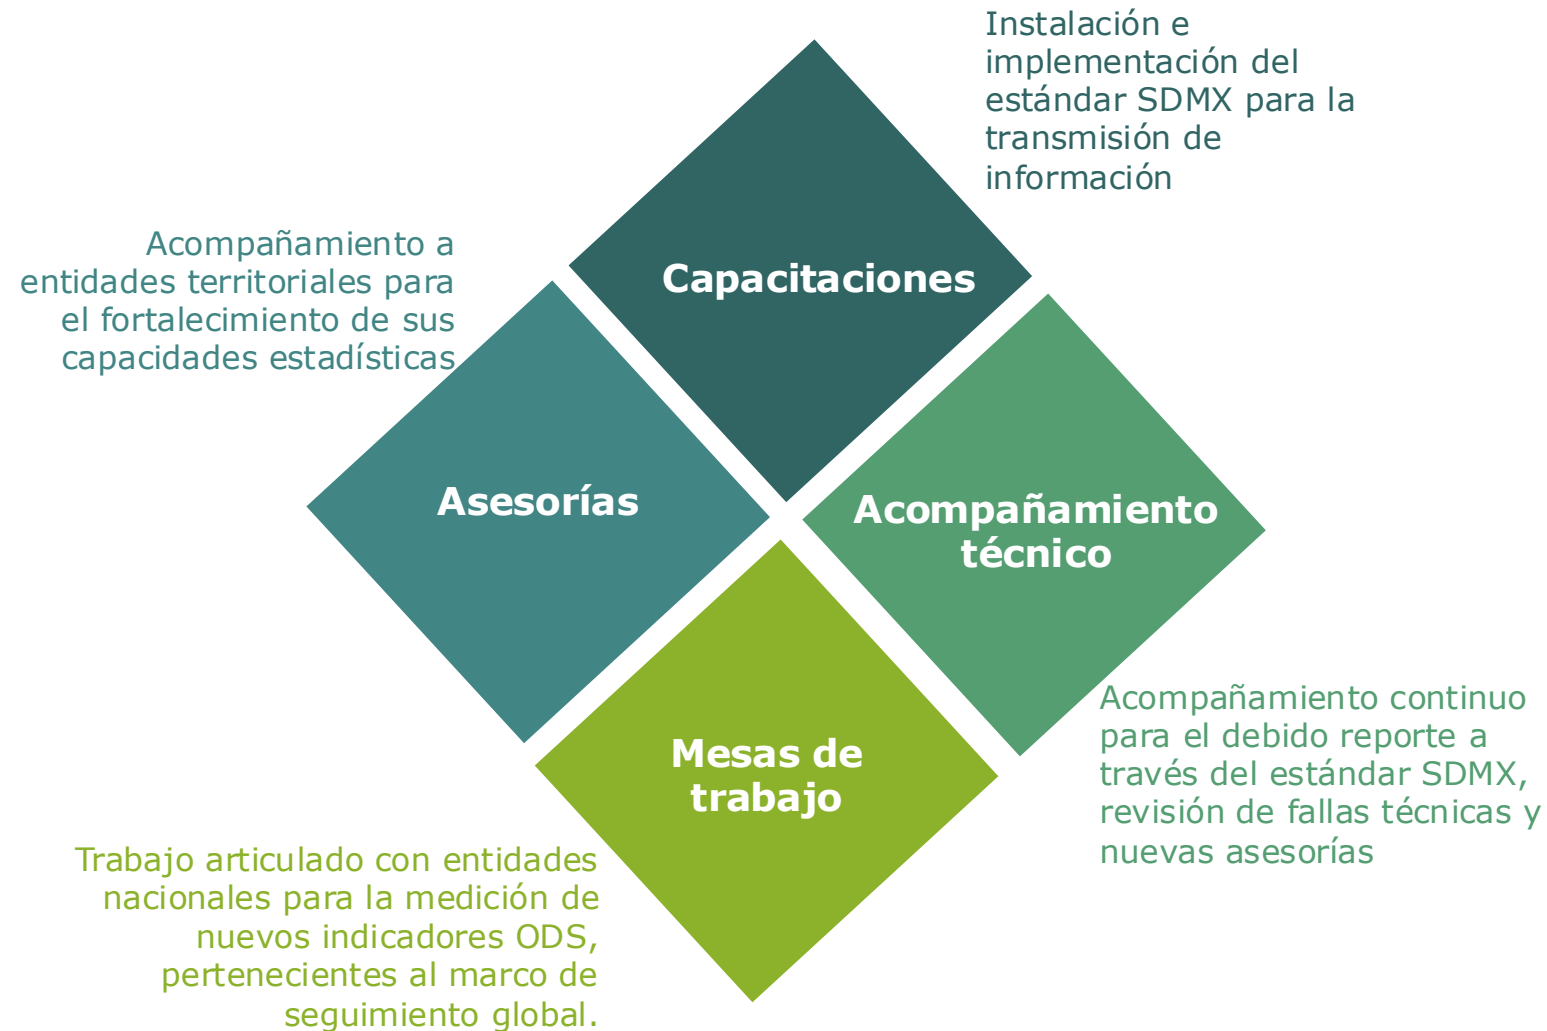 Instalación e
implementación del
estándar SDMX para la
transmisión de
información
Capacitaciones
Acompañamiento a
entidades territoriales para
el fortalecimiento de sus
capacidades estadísticas
Asesorías
Acompañamiento
técnico
Acompañamiento continuo
para el debido reporte a
través del estándar SDMX,
revisión de fallas técnicas y
nuevas asesorías
Mesas de
trabajo
Trabajo articulado con entidades
nacionales para la medición de
nuevos indicadores ODS,
pertenecientes al marco de
seguimiento global.